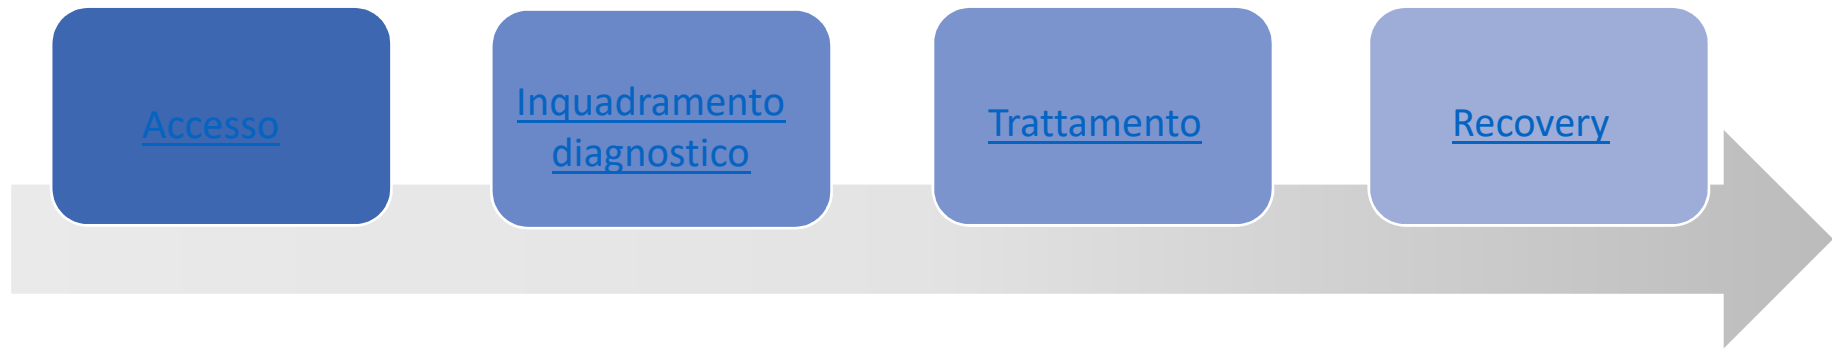 Accesso
Inquadramento
diagnostico
Trattamento
Recovery